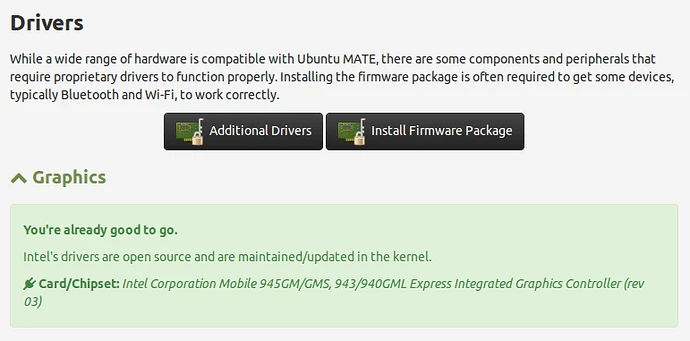 Drivers
While a wide range of hardware is compatible with Ubuntu MATE, there are some components and peripherals that
require proprietary drivers to function properly. Installing the firmware package is often required to get some devices,
typically Bluetooth and Wi-Fi, to work correctly.
Additional Drivers
Install Firmware Package
Graphics
You're already good to go.
Intel's drivers are open source and are maintained/updated in the kernel.
Card/Chipset: Intel Corporation Mobile 945GM/GMS, 943/940GML Express Integrated Graphics Controller (rev
03)